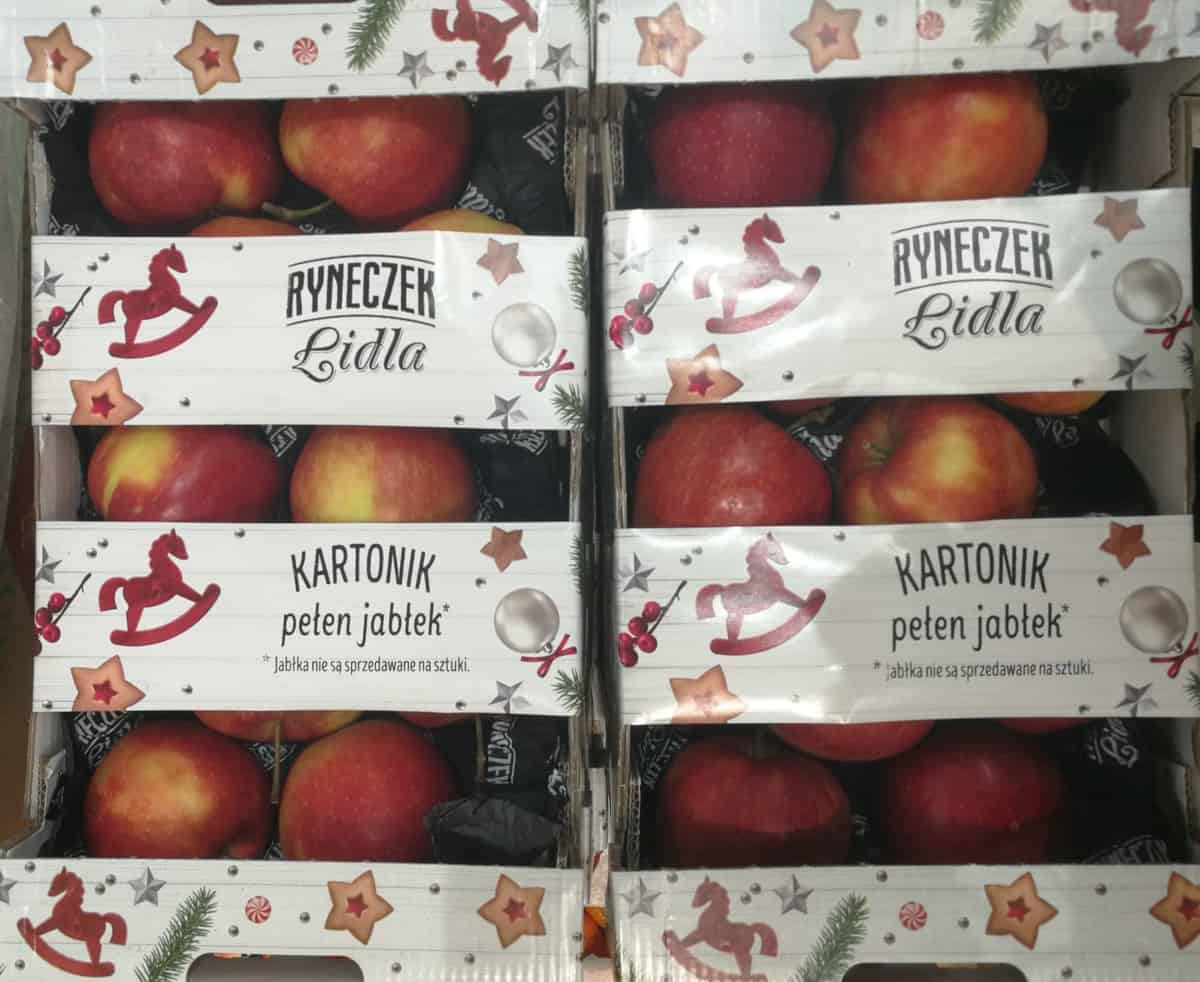 RYNECZEK
Lidla
RYNECZEK
Lidla
KARTONIK
pełen jabłek*
* Jabłka nie są sprzedawane na sztuki.
KARTONIK
pełen jabłek*
* Jabłka nie są sprzedawane na sztuki.